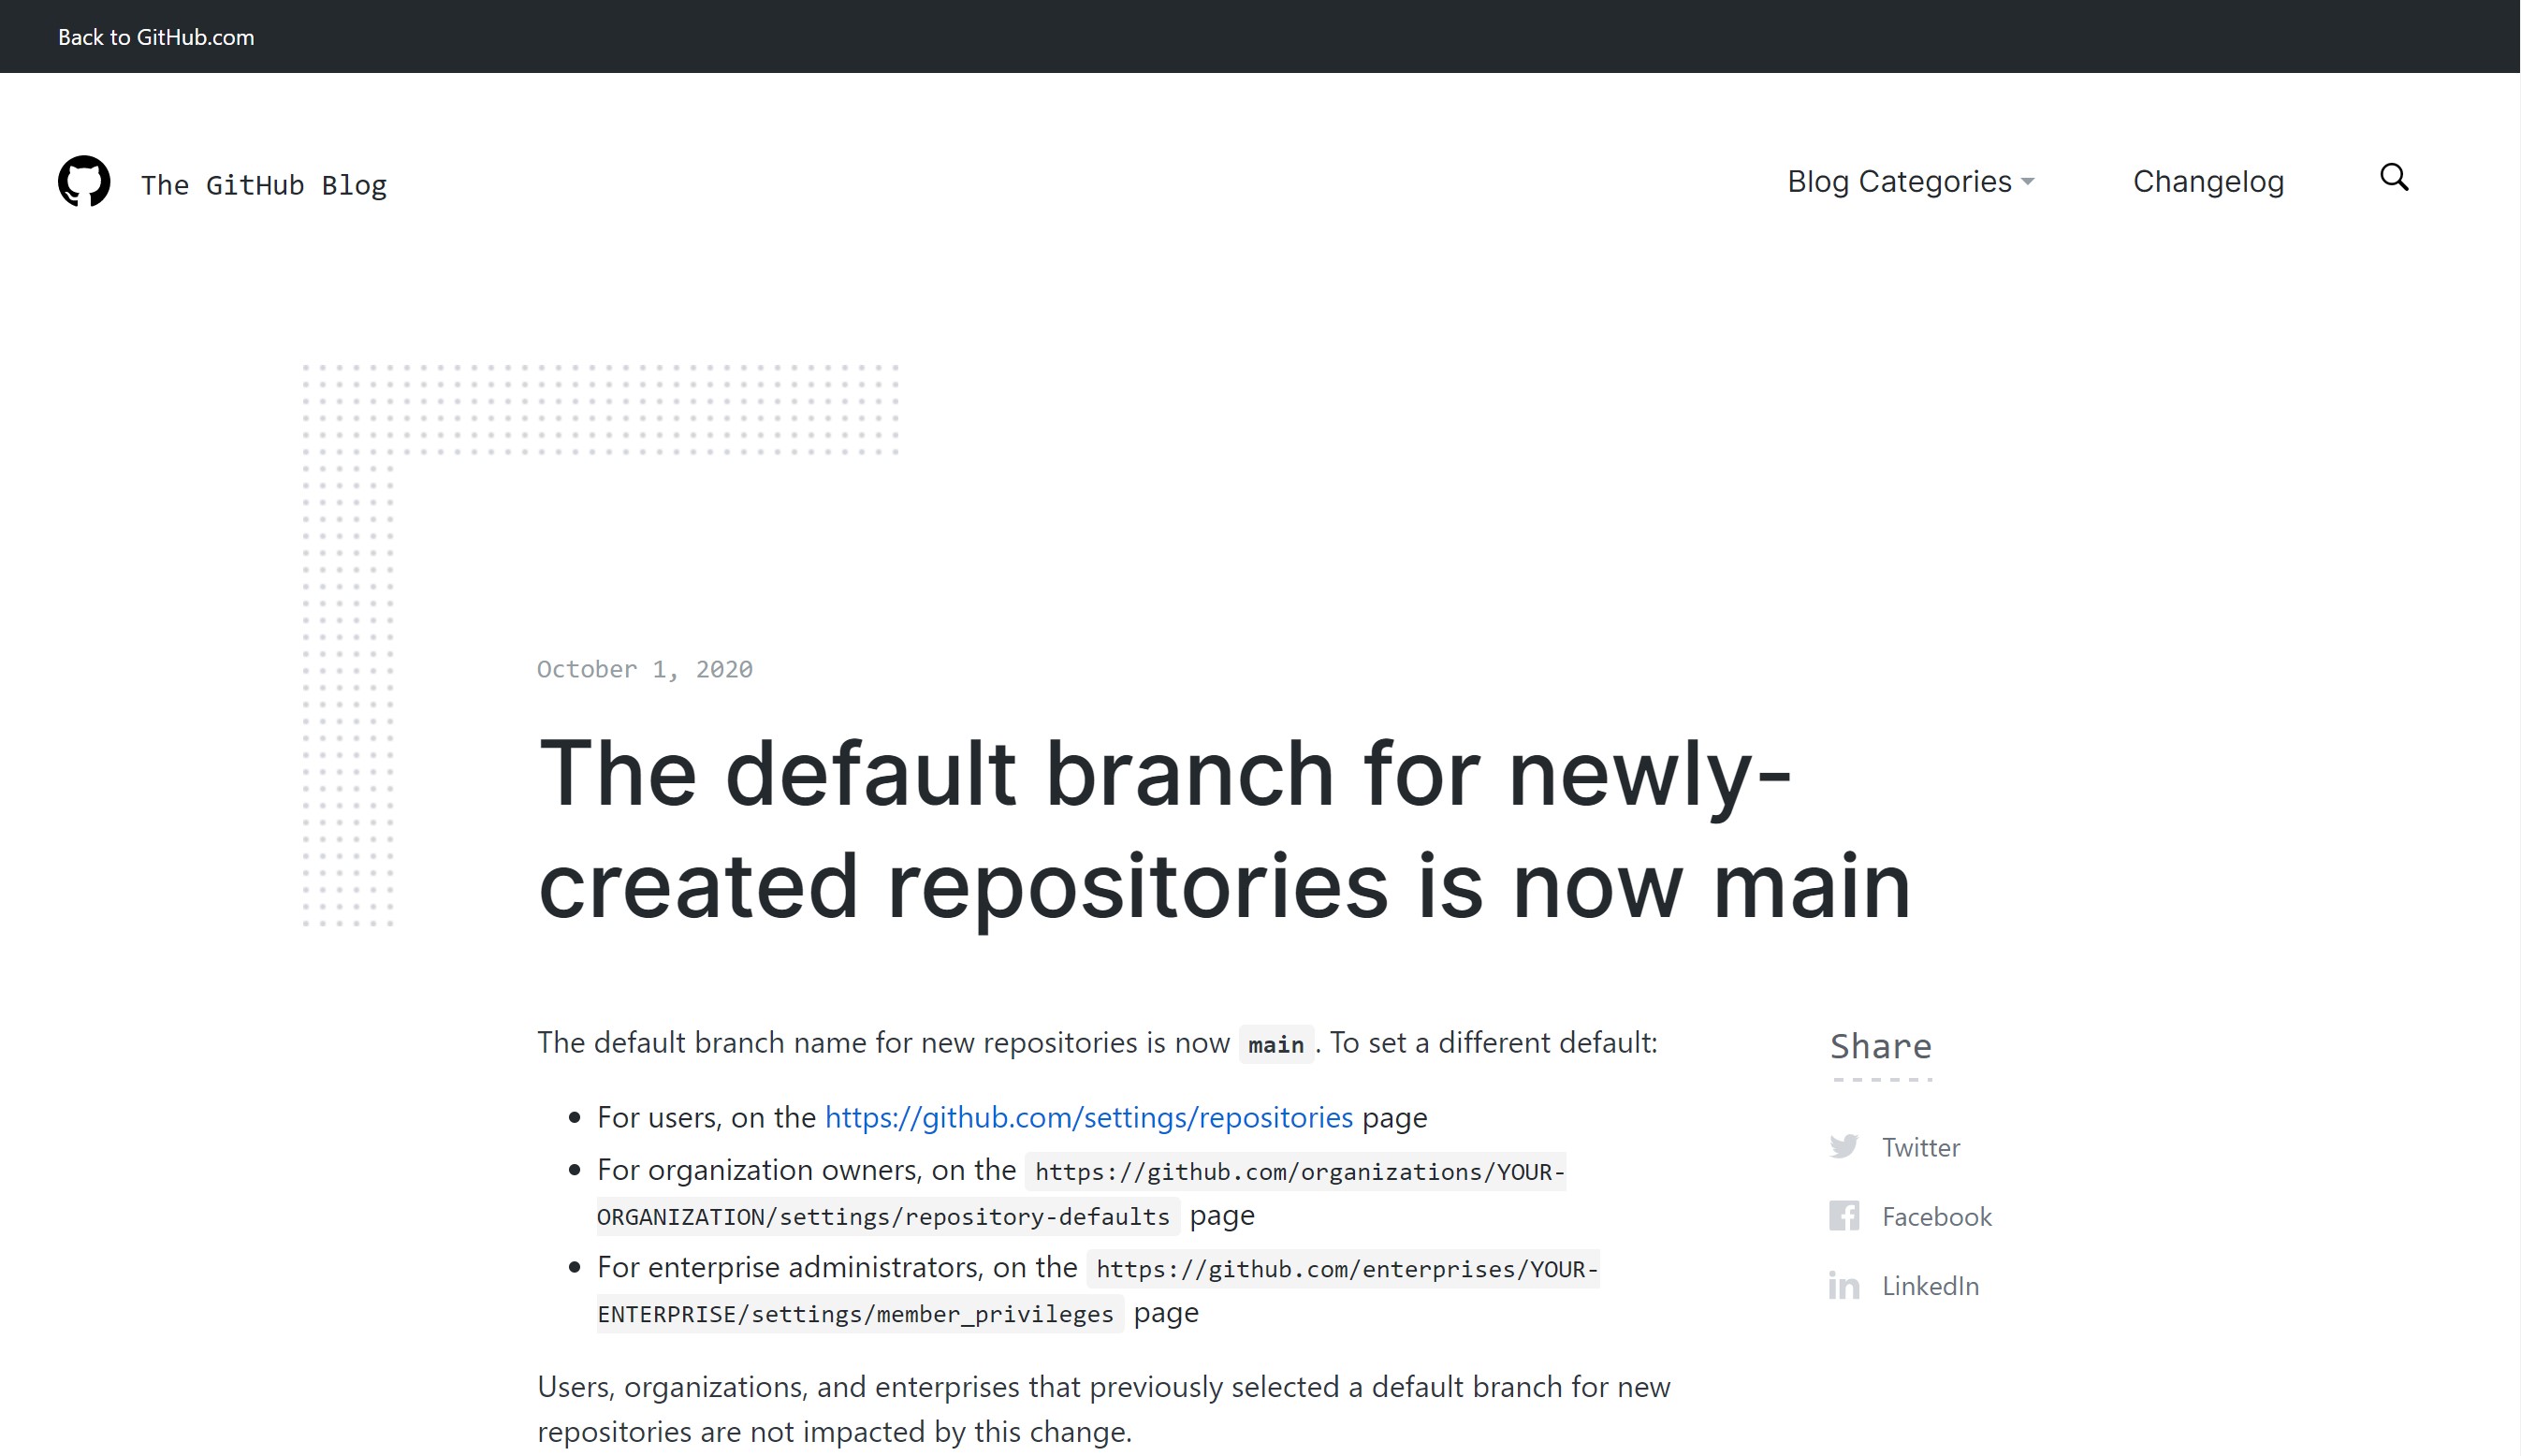 Back to GitHub.com
The GitHub Blog
Blog Categories
Changelog
October 1, 2020
The default branch for newly-
created repositories is now main
The default branch name for new repositories is now main. To set a different default:
For users, on the https://github.com/settings/repositories page
For organization owners, on the https://github.com/organizations/YOUR-
ORGANIZATION/settings/repository-defaults page
For enterprise administrators, on the https://github.com/enterprises/YOUR-
ENTERPRISE/settings/member_privileges page
Users, organizations, and enterprises that previously selected a default branch for new
repositories are not impacted by this change.
Share
Twitter
Facebook
LinkedIn